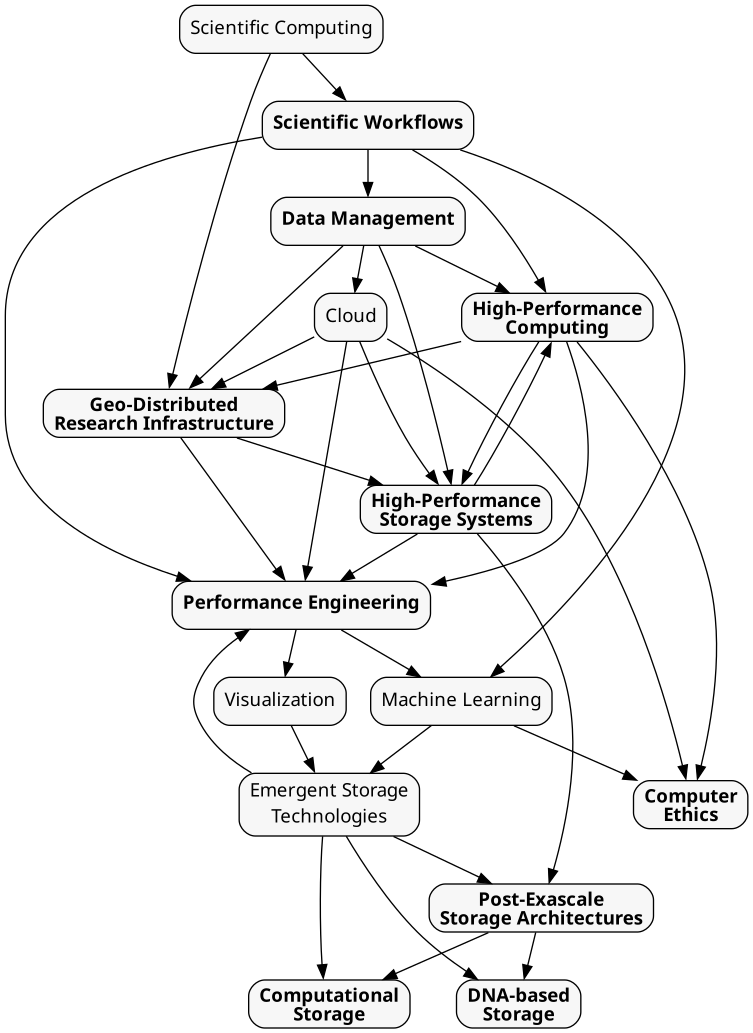 Scientific Computing
Scientific Workflows
Data Management
Cloud
High-Performance
Computing
Geo-Distributed
Research Infrastructure
High-Performance
Storage Systems
Performance Engineering
Visualization
Machine Learning
Emergent Storage
Technologies
Computer
Ethics
Post-Exascale
Storage Architectures
Computational
Storage
DNA-based
Storage